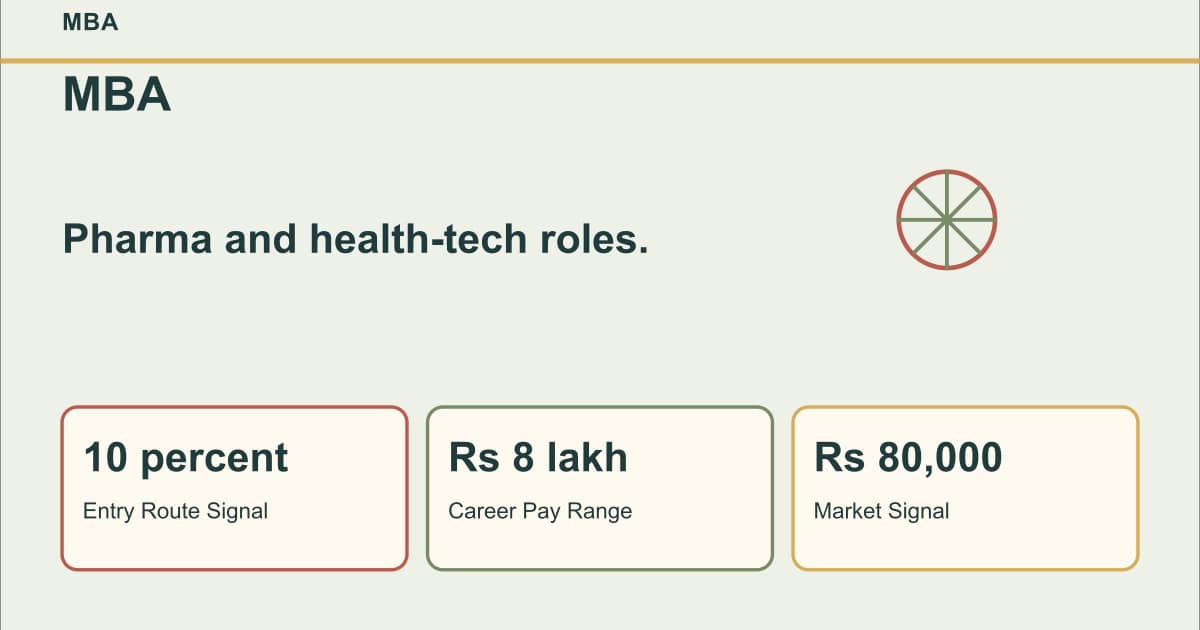 MBA
MBA
Pharma and health-tech roles.
10 percent
Entry Route Signal
Rs 8 lakh
Career Pay Range
Rs 80,000
Market Signal